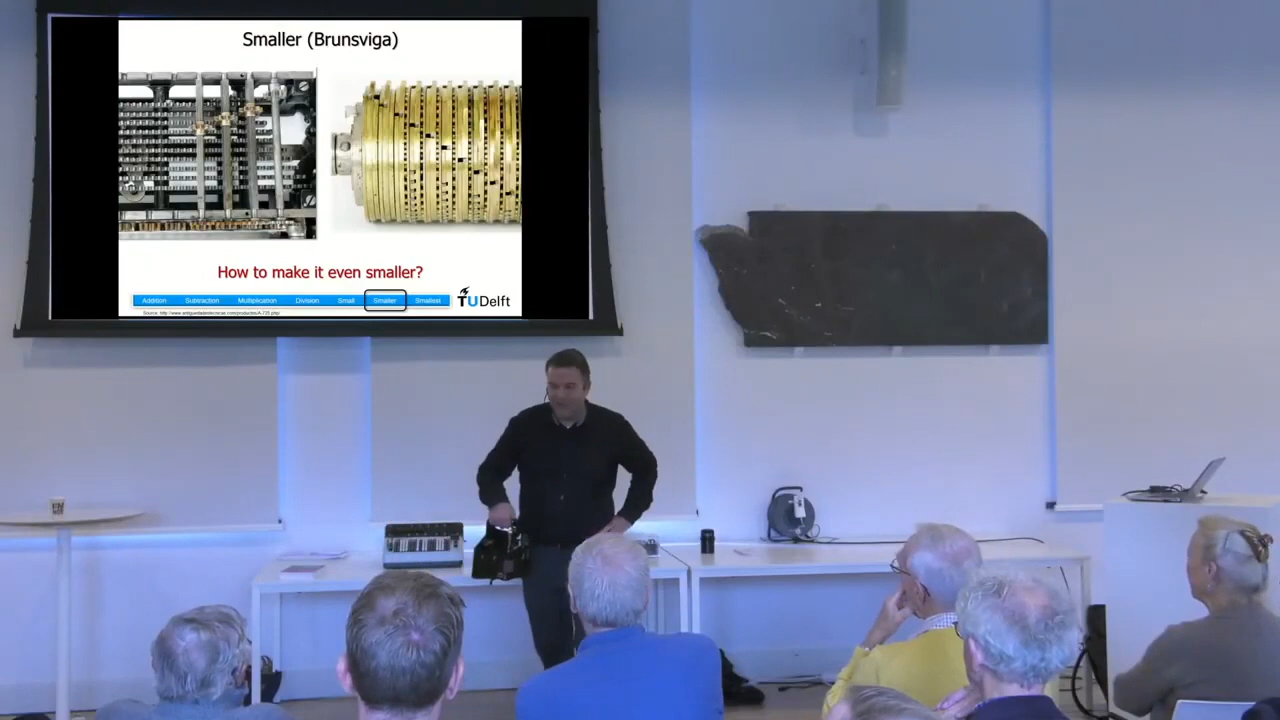 Smaller (Brunsviga)
How to make it even smaller?
Addition Subtraction Multiplication Division Small Smaller Smallest
TUDelft